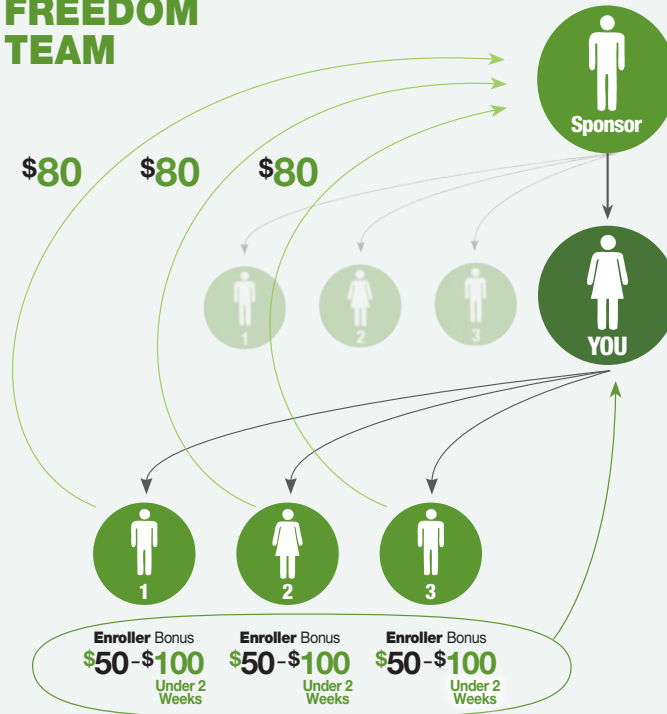 FREEDOM
TEAM
Sponsor
$80 $80 $80
1 2 3
YOU
1 2 3
Enroller Bonus Enroller Bonus Enroller Bonus
$50-$100 $50-$100 $50-$100
Under 2 Under 2 Under 2
Weeks Weeks Weeks